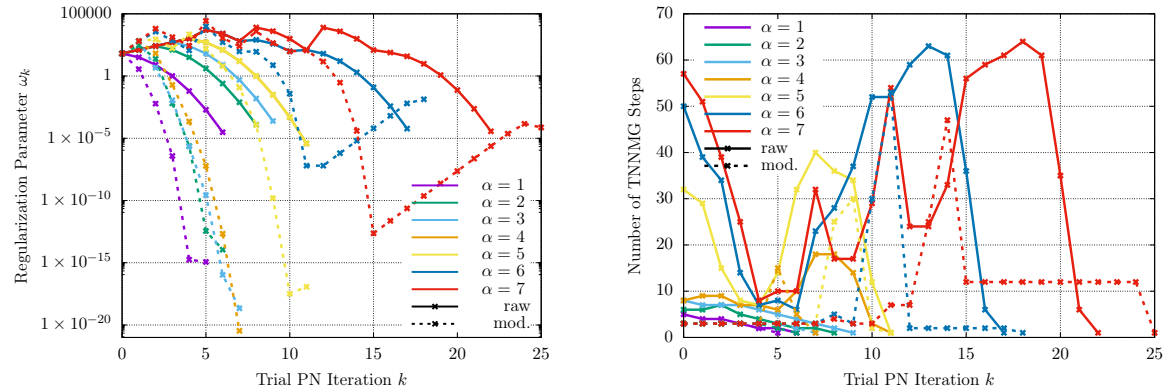 100000
1
1 × 10⁻⁵
1 × 10⁻¹⁰
1 × 10⁻¹⁵
1 × 10⁻²⁰
0 5 10 15 20 25
Regularization Parameter ωₖ
Trial PN Iteration k
α = 1
α = 2
α = 3
α = 4
α = 5
α = 6
α = 7
raw
mod.
70
60
50
40
30
20
10
0
0 5 10 15 20 25
Number of TNNMG Steps
Trial PN Iteration k
α = 1
α = 2
α = 3
α = 4
α = 5
α = 6
α = 7
raw
mod.